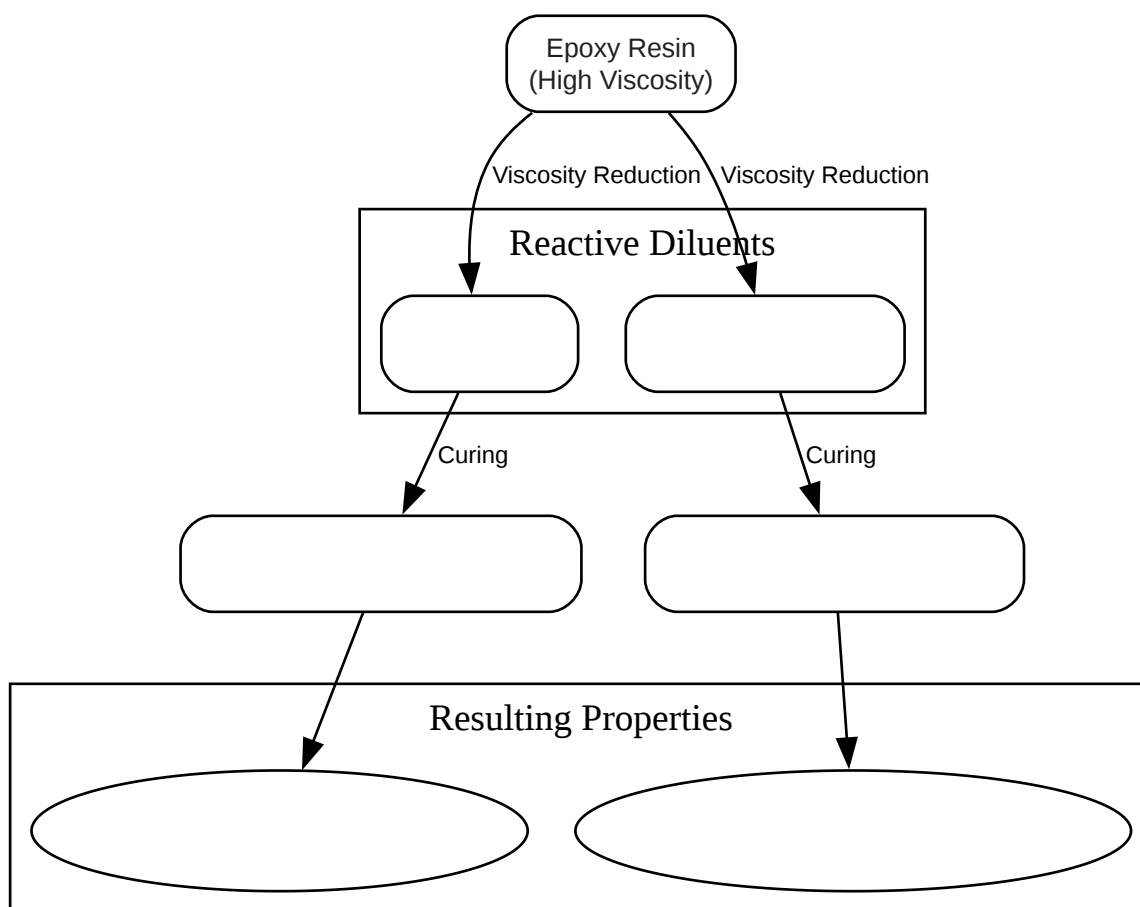 Epoxy Resin
(High Viscosity)
Viscosity Reduction
Viscosity Reduction
Reactive Diluents
Curing
Curing
Resulting Properties